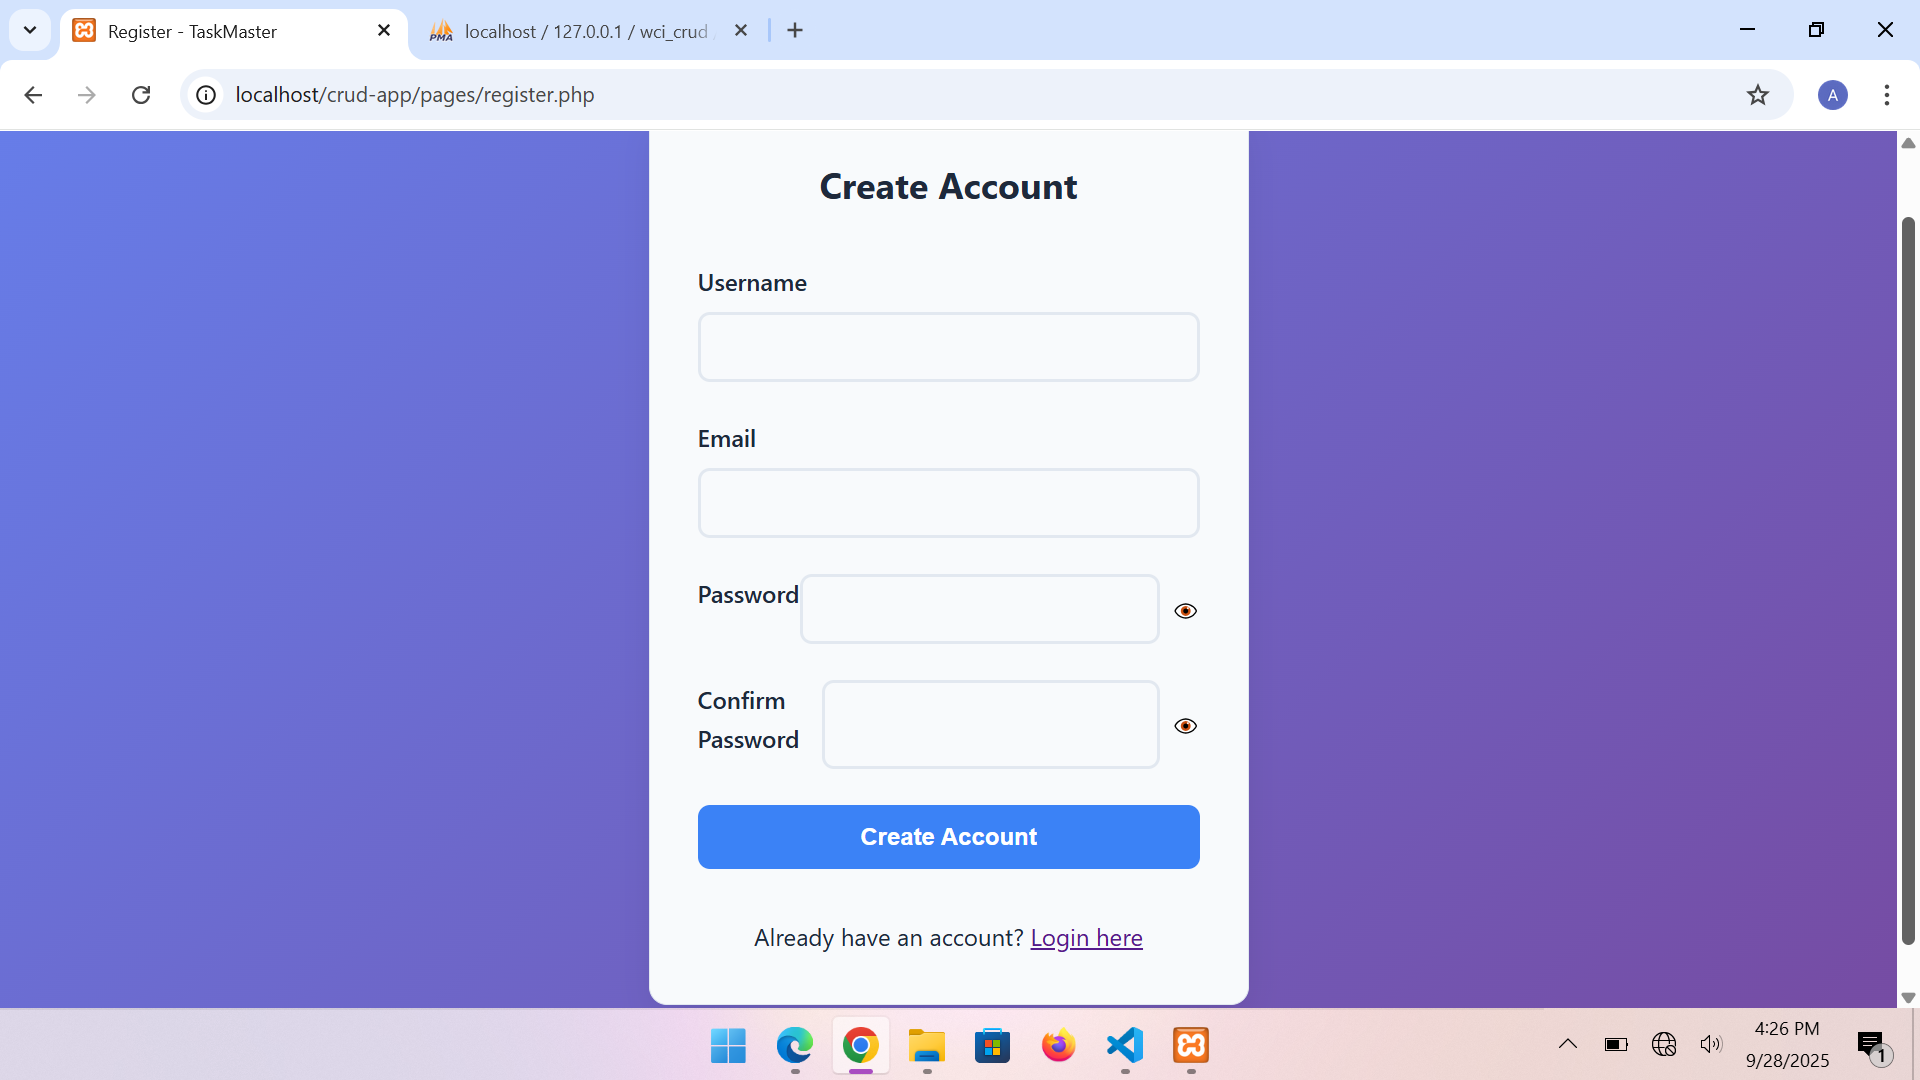 Register - TaskMaster
localhost / 127.0.0.1 / wci_crud
localhost/crud-app/pages/register.php
A
Create Account
Username
Email
Password
Confirm
Password
Create Account
Already have an account? Login here
4:26 PM
9/28/2025
1